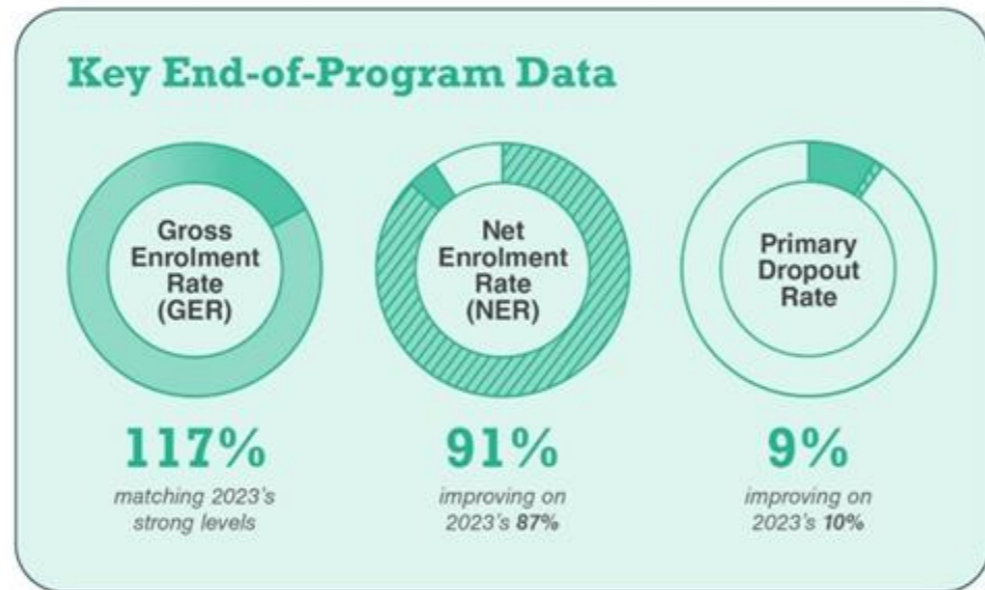 Key End-of-Program Data
Gross
Enrolment
Rate
(GER)
117%
matching 2023's
strong levels
Net
Enrolment
Rate
(NER)
91%
improving on
2023's 87%
Primary
Dropout
Rate
9%
improving on
2023's 10%